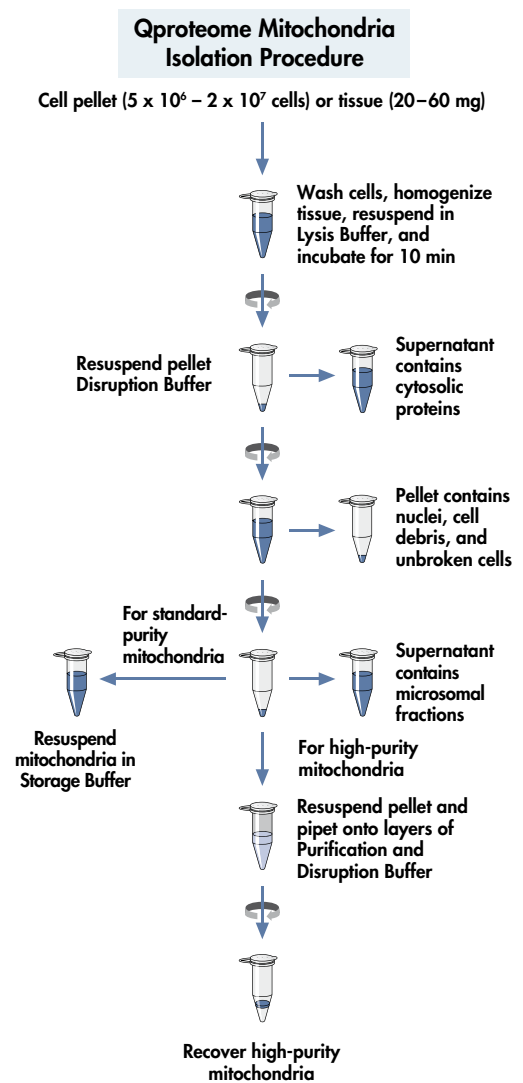 Qproteome Mitochondria
Isolation Procedure
Cell pellet (5 x 10⁶ – 2 x 10⁷ cells) or tissue (20–60 mg)
Wash cells, homogenize
tissue, resuspend in
Lysis Buffer, and
incubate for 10 min
Resuspend pellet
Disruption Buffer
Supernatant
contains
cytosolic
proteins
Pellet contains
nuclei, cell
debris, and
unbroken cells
For standard-
purity
mitochondria
Supernatant
contains
microsomal
fractions
Resuspend
mitochondria in
Storage Buffer
For high-purity
mitochondria
Resuspend pellet and
pipet onto layers of
Purification and
Disruption Buffer
Recover high-purity
mitochondria